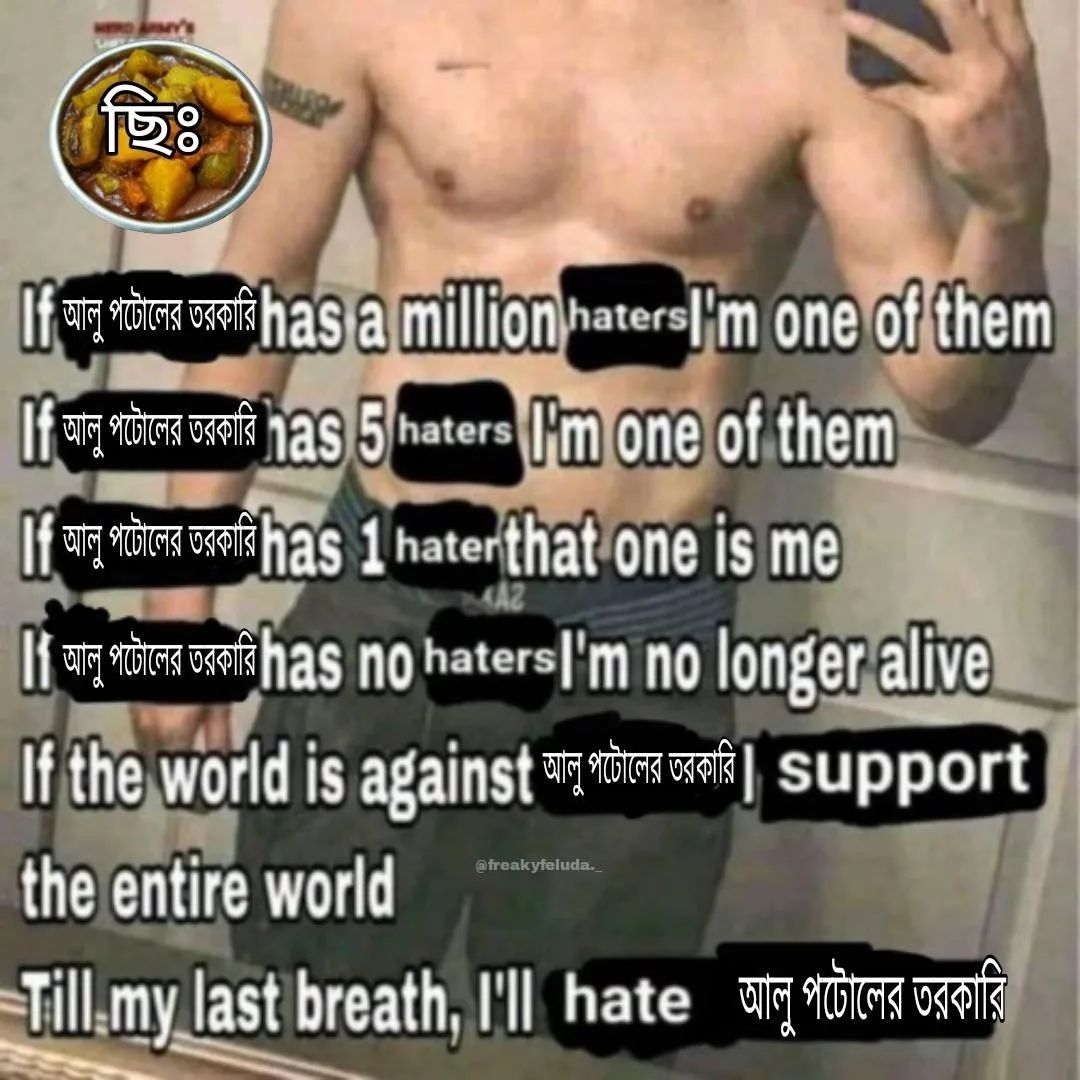 HERO ARMY'S
ছিঃ
If আলু পটোলের তরকারি has a million haters I'm one of them
If আলু পটোলের তরকারি has 5 haters I'm one of them
If আলু পটোলের তরকারি has 1 hater that one is me
If আলু পটোলের তরকারি has no haters I'm no longer alive
If the world is against আলু পটোলের তরকারি I support
the entire world
@freakyfeluda._
Till my last breath, I'll hate আলু পটোলের তরকারি